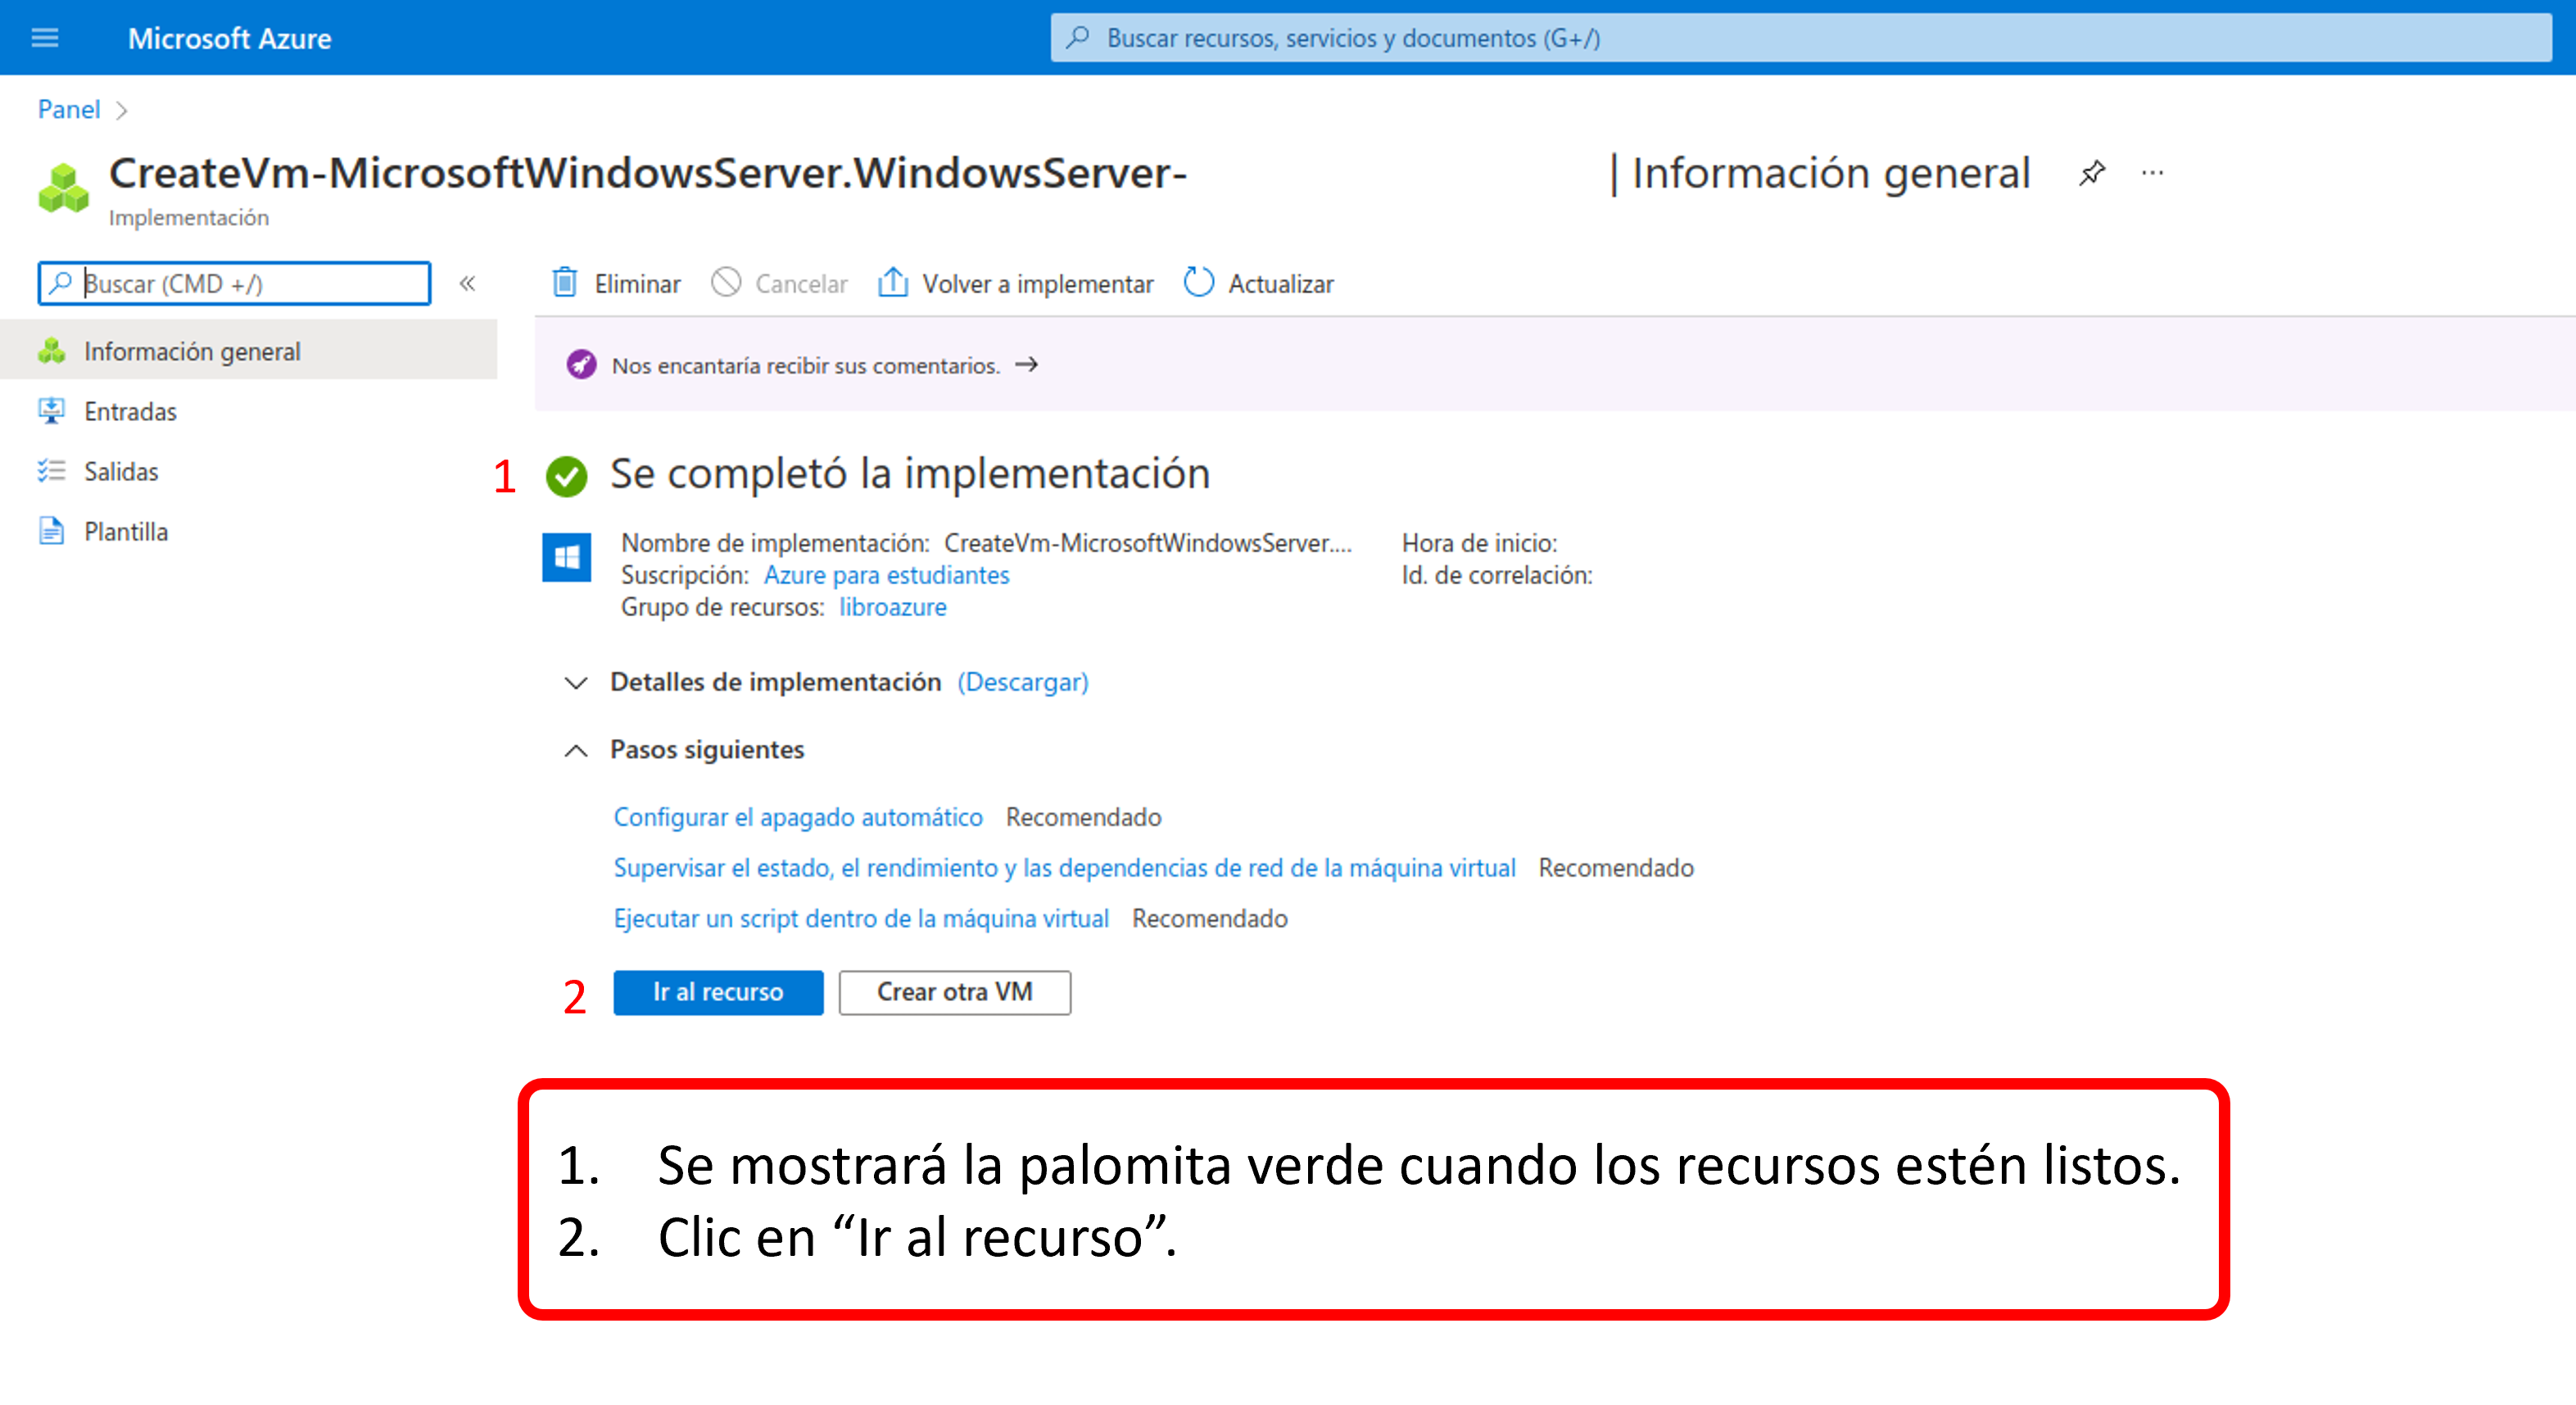 Microsoft Azure
Buscar recursos, servicios y documentos (G+/)
Panel >
CreateVm-MicrosoftWindowsServer.WindowsServer- | Información general ...
Implementación
Buscar (CMD +/) «
Eliminar Cancelar Volver a implementar Actualizar
Información general
Entradas
Salidas
Plantilla
Nos encantaría recibir sus comentarios. →
1 Se completó la implementación
Nombre de implementación: CreateVm-MicrosoftWindowsServer.... Hora de inicio:
Suscripción: Azure para estudiantes Id. de correlación:
Grupo de recursos: libroazure
Detalles de implementación (Descargar)
Pasos siguientes
Configurar el apagado automático Recomendado
Supervisar el estado, el rendimiento y las dependencias de red de la máquina virtual Recomendado
Ejecutar un script dentro de la máquina virtual Recomendado
2 Ir al recurso Crear otra VM
1. Se mostrará la palomita verde cuando los recursos estén listos.
2. Clic en “Ir al recurso”.